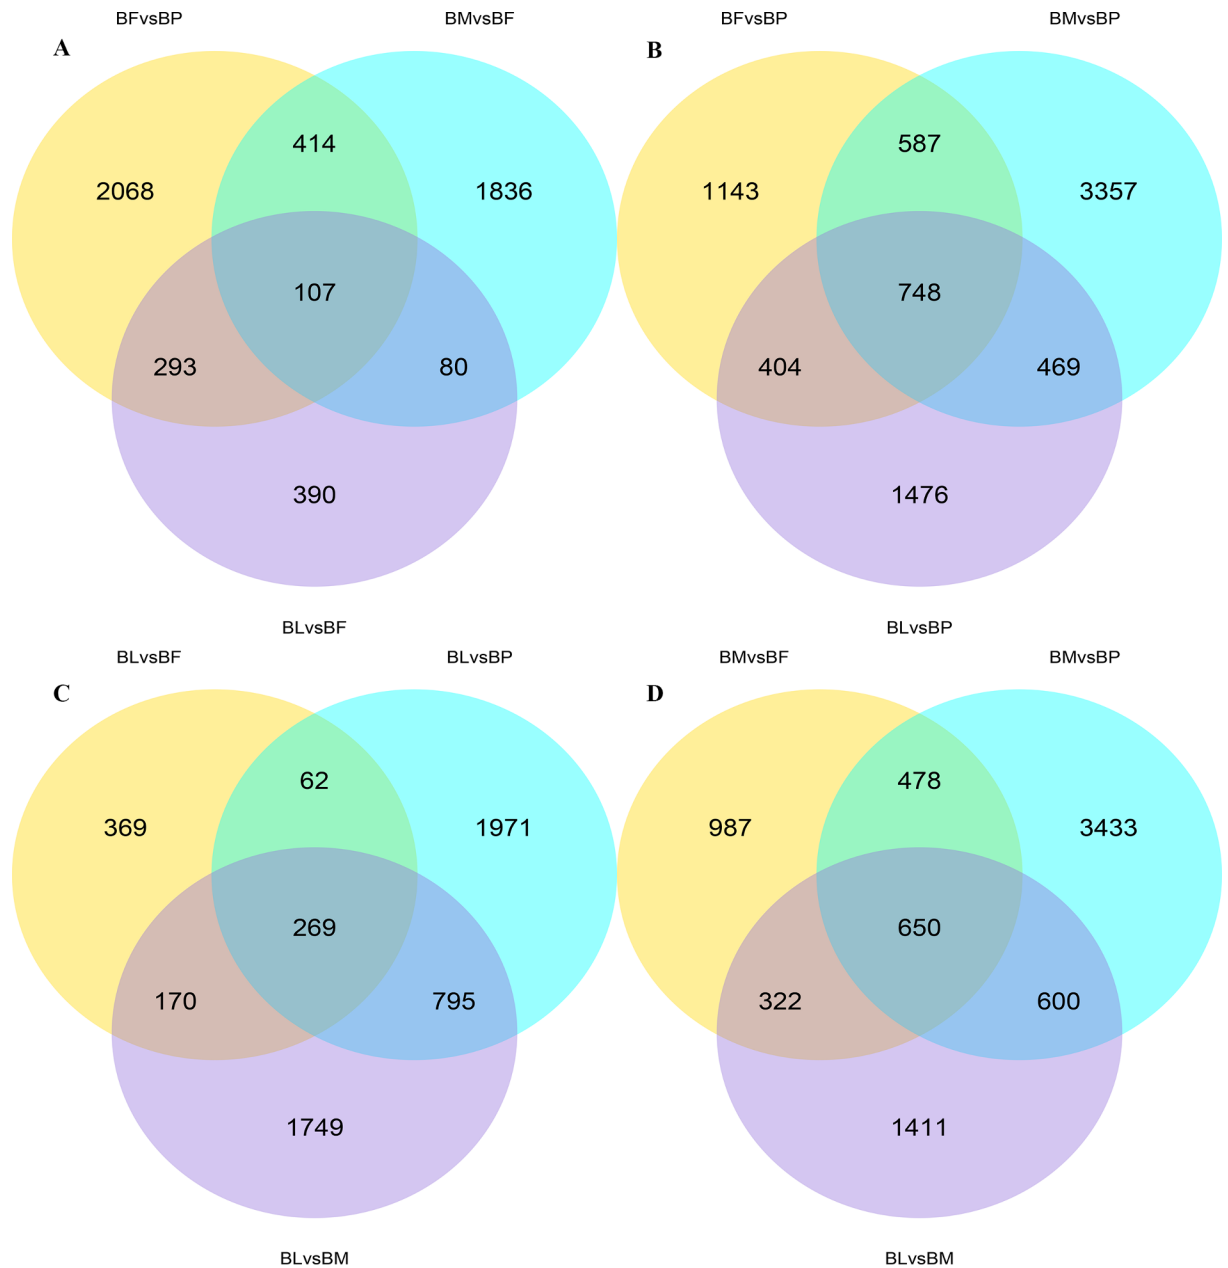 BFvsBP BMvsBF
A
414
2068 1836
107
293 80
390
BLvsBF
BFvsBP BMvsBP
B
587
1143 3357
748
404 469
1476
BLvsBP
BLvsBF BLvsBP
C
62
369 1971
269
170 795
1749
BLvsBM
BMvsBF BMvsBP
D
478
987 3433
650
322 600
1411
BLvsBM